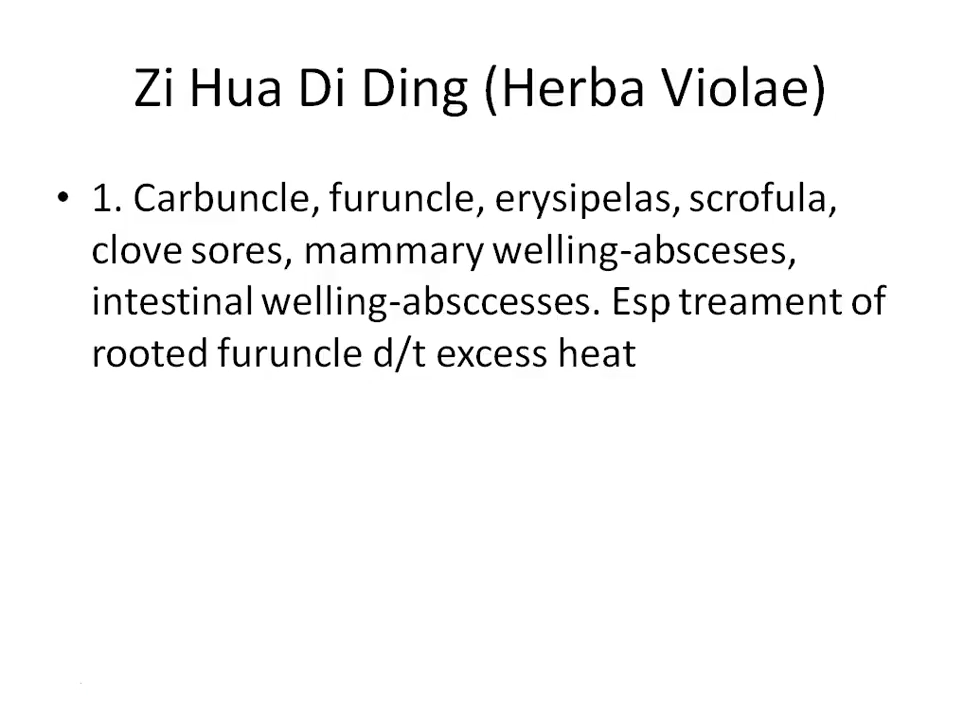 Zi Hua Di Ding (Herba Violae)
• 1. Carbuncle, furuncle, erysipelas, scrofula,
clove sores, mammary welling-absceses,
intestinal welling-absccesses. Esp treament of
rooted furuncle d/t excess heat